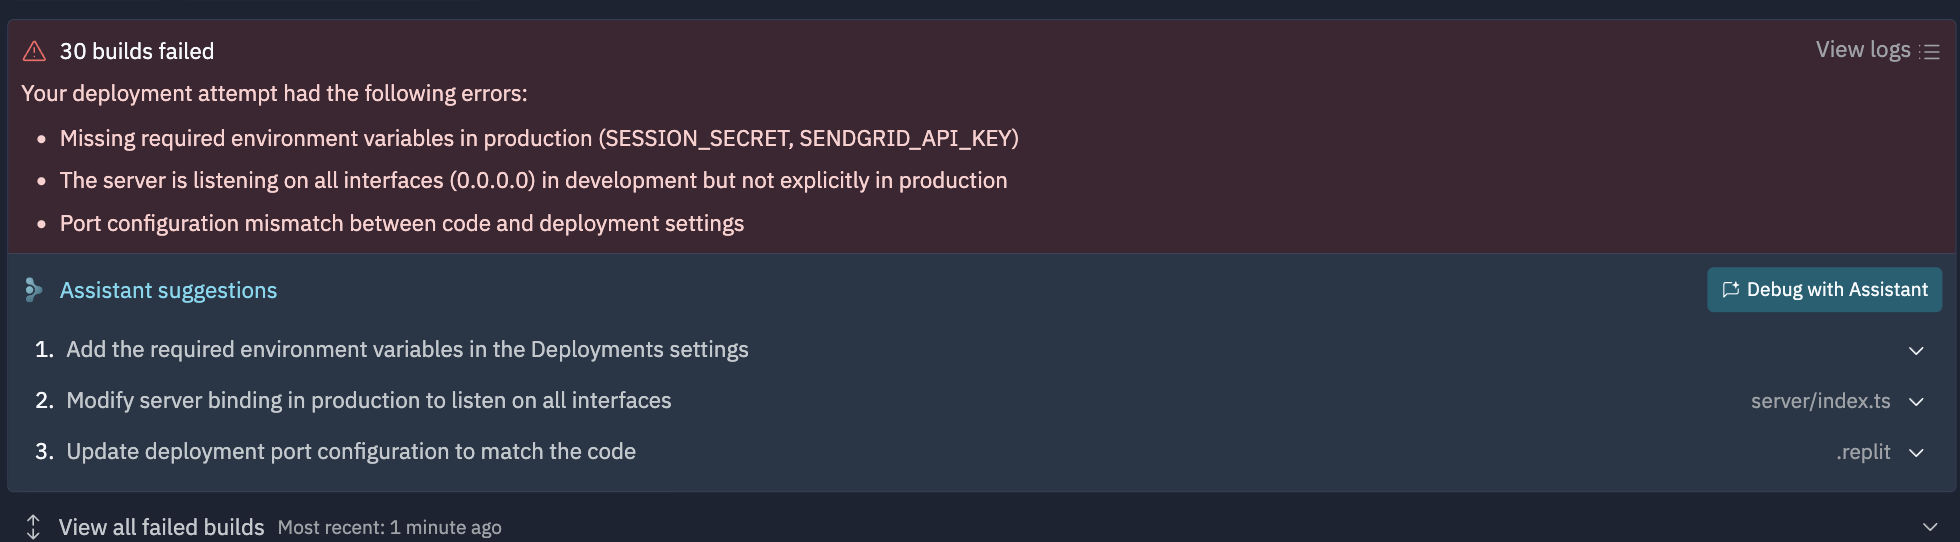 30 builds failed
View logs
Your deployment attempt had the following errors:
• Missing required environment variables in production (SESSION_SECRET, SENDGRID_API_KEY)
• The server is listening on all interfaces (0.0.0.0) in development but not explicitly in production
• Port configuration mismatch between code and deployment settings
Assistant suggestions
Debug with Assistant
1. Add the required environment variables in the Deployments settings
2. Modify server binding in production to listen on all interfaces server/index.ts
3. Update deployment port configuration to match the code .replit
View all failed builds Most recent: 1 minute ago